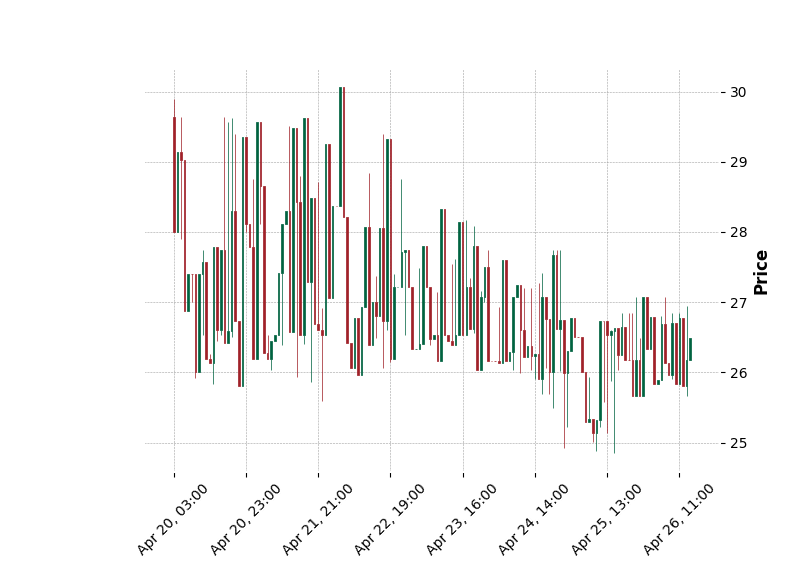 30
29
28
27
26
25
Price
Apr 20, 03:00
Apr 20, 23:00
Apr 21, 21:00
Apr 22, 19:00
Apr 23, 16:00
Apr 24, 14:00
Apr 25, 13:00
Apr 26, 11:00